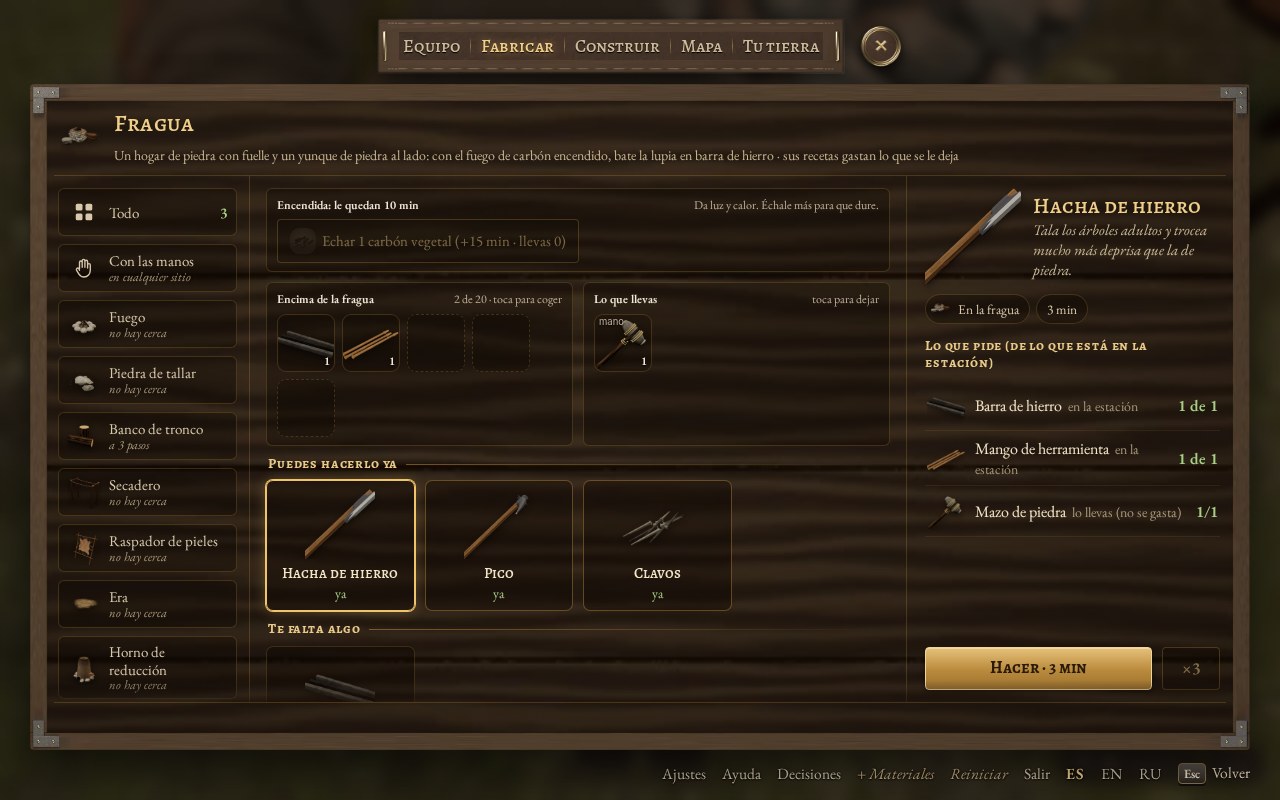 Equipo
Fabricar
Construir
Mapa
Tu tierra
×
Fragua
Un hogar de piedra con fuelle y un yunque de piedra al lado: con el fuego de carbón encendido, bate la lupia en barra de hierro · sus recetas gastan lo que se le deja
Todo 3
Con las manos
en cualquier sitio
Fuego
no hay cerca
Piedra de tallar
no hay cerca
Banco de tronco
a 3 pasos
Secadero
no hay cerca
Raspador de pieles
no hay cerca
Era
no hay cerca
Horno de
reducción
no hay cerca
Encendida: le quedan 10 min
Da luz y calor. Échale más para que dure.
Echar 1 carbón vegetal (+15 min · llevas 0)
Encima de la fragua
2 de 20 · toca para coger
1
1
Lo que llevas
toca para dejar
mano
1
Puedes hacerlo ya
Hacha de hierro
ya
Pico
ya
Clavos
ya
Te falta algo
Hacha de hierro
Tala los árboles adultos y trocea
mucho más deprisa que la de
piedra.
En la fragua
3 min
Lo que pide (de lo que está en la
estación)
Barra de hierro en la estación 1 de 1
Mango de herramienta en la
estación
1 de 1
Mazo de piedra lo llevas (no se gasta) 1/1
Hacer · 3 min
×3
Ajustes
Ayuda
Decisiones
+ Materiales
Reiniciar
Salir
ES
EN
RU
Esc
Volver